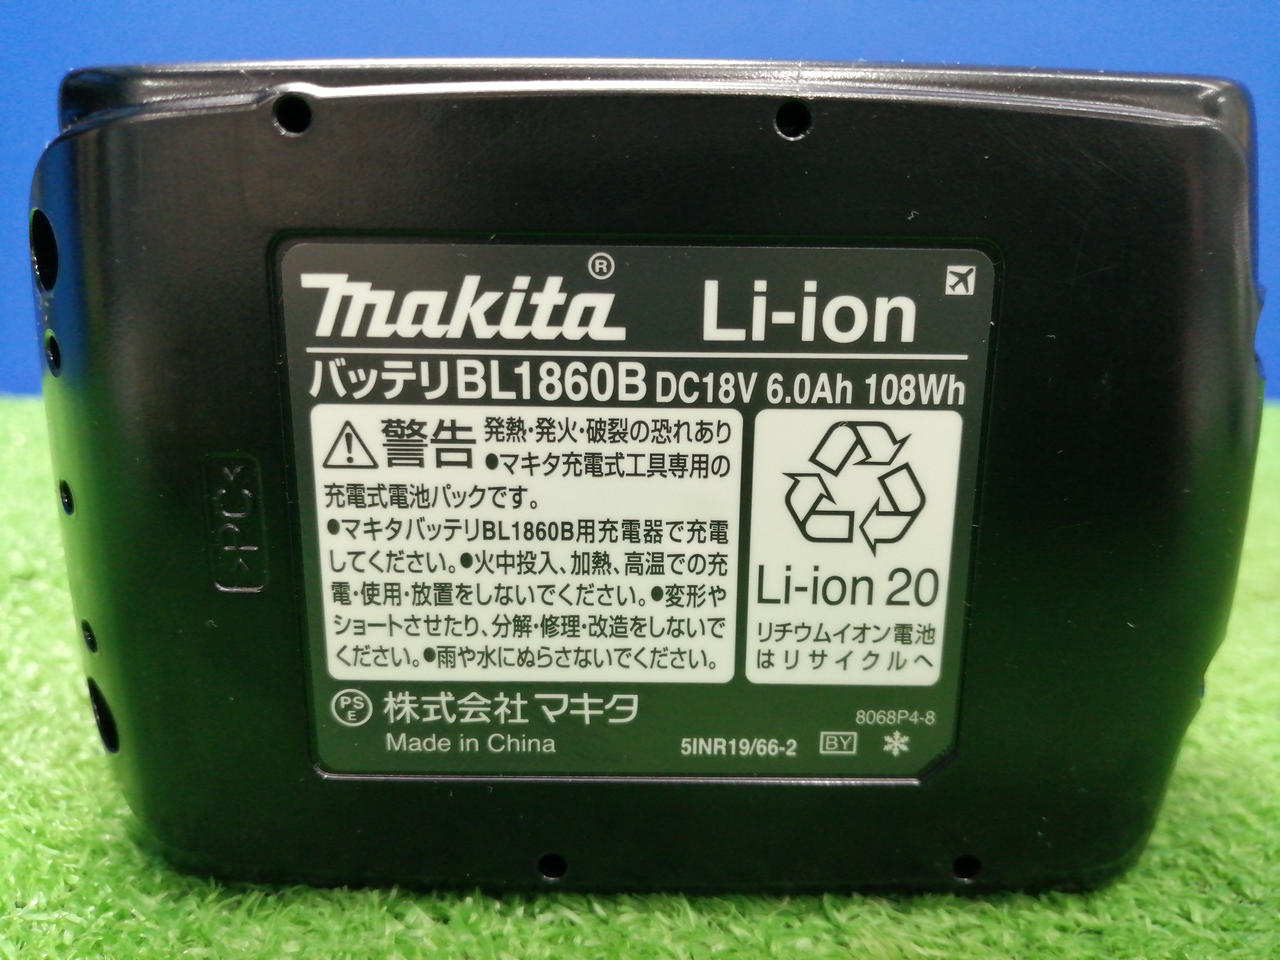 makita® Li-ion
バッテリBL1860B DC18V 6.0Ah 108Wh
警告 発熱・発火・破裂の恐れあり
●マキタ充電式工具専用の
充電式電池パックです。
●マキタバッテリBL1860B用充電器で充電
してください。●火中投入、加熱、高温での充
電・使用・放置をしないでください。●変形や
ショートさせたり、分解・修理・改造をしないで
ください。●雨や水にぬらさないでください。
Li-ion 20
リチウムイオン電池
はリサイクルへ
PSE 株式会社 マキタ
Made in China
8068P4-8
5INR19/66-2 BY
>PC<